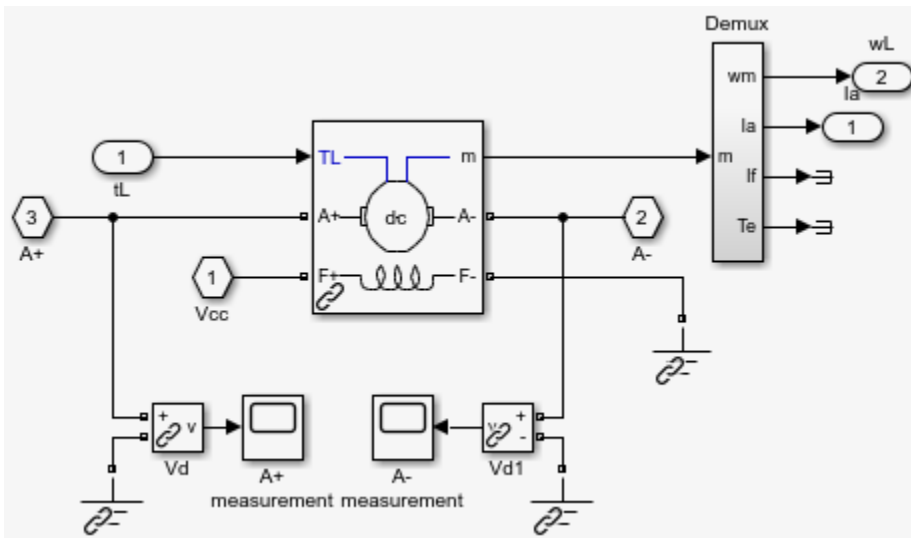 Demux
wL
wm
2
Ia
Ia
1
1
TL
m
m
tL
If
3
A+
dc
A-
2
Te
A+
A-
1
F+
F-
Vcc
+
v
v
+
-
Vd
A+
A-
Vd1
measurement
measurement